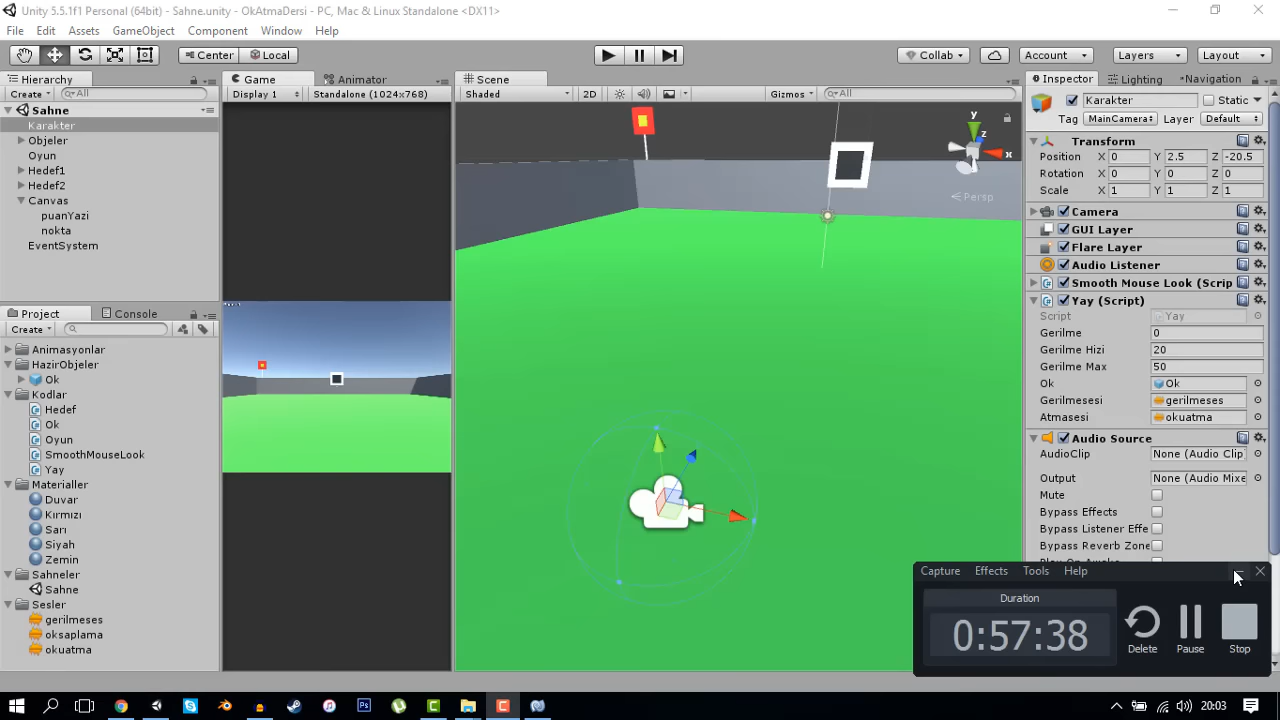 Unity 5.5.1f1 Personal (64bit) - Sahne.unity - OkAtmaDersi - PC, Mac & Linux Standalone <DX11>
File Edit Assets GameObject Component Window Help
Center Local Collab Account Layers Layout
Hierarchy
Create All
Sahne
Karakter
Objeler
Oyun
Hedef1
Hedef2
Canvas
puanYazi
nokta
EventSystem
Project Console
Create
Animasyonlar
HazirObjeler
Ok
Kodlar
Hedef
Ok
Oyun
SmoothMouseLook
Yay
Materialler
Duvar
Kırmızı
Sarı
Siyah
Zemin
Sahneler
Sahne
Sesler
gerilmeses
oksaplama
okuatma
Game Animator
Display 1 Standalone (1024x768)
Scene
Shaded 2D Gizmos All
y
z
x
Persp
Inspector Lighting Navigation
Karakter Static
Tag MainCamera Layer Default
Transform
Position X 0 Y 2.5 Z -20.5
Rotation X 0 Y 0 Z 0
Scale X 1 Y 1 Z 1
Camera
GUI Layer
Flare Layer
Audio Listener
Smooth Mouse Look (Scrip
Yay (Script)
Script Yay
Gerilme 0
Gerilme Hizi 20
Gerilme Max 50
Ok Ok
Gerilmesesi gerilmeses
Atmasesi okuatma
Audio Source
AudioClip None (Audio Clip
Output None (Audio Mixe
Mute
Bypass Effects
Bypass Listener Effe
Bypass Reverb Zone
Capture Effects Tools Help
Duration
0:57:38
Delete Pause Stop
20:03